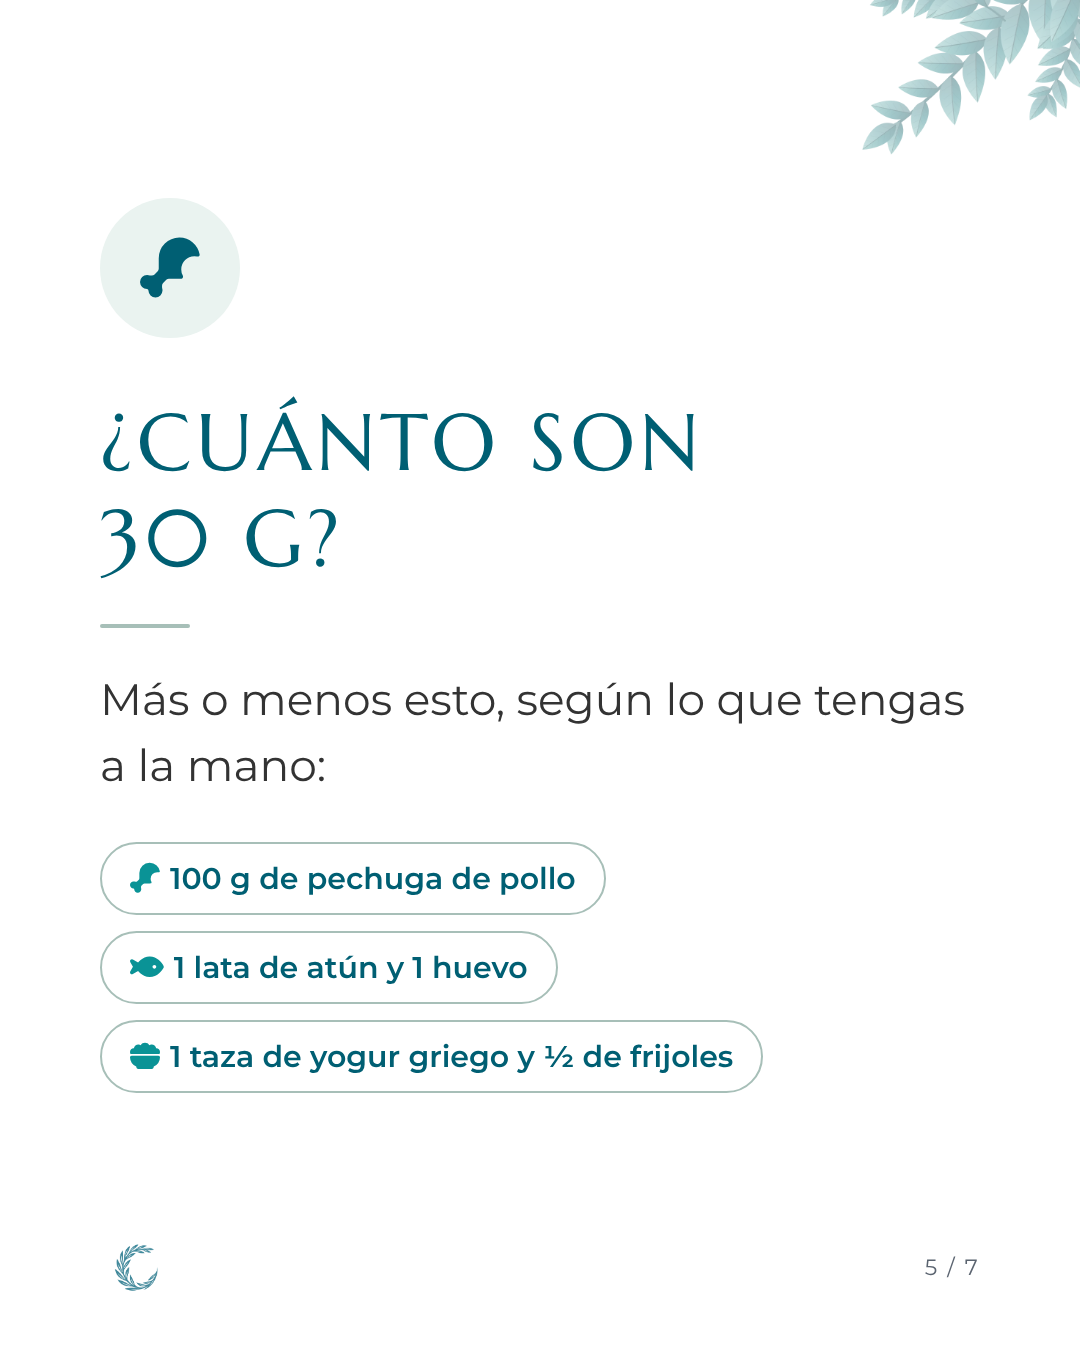 ¿CUÁNTO SON
30 G?
Más o menos esto, según lo que tengas
a la mano:
100 g de pechuga de pollo
1 lata de atún y 1 huevo
1 taza de yogur griego y ½ de frijoles
5 / 7